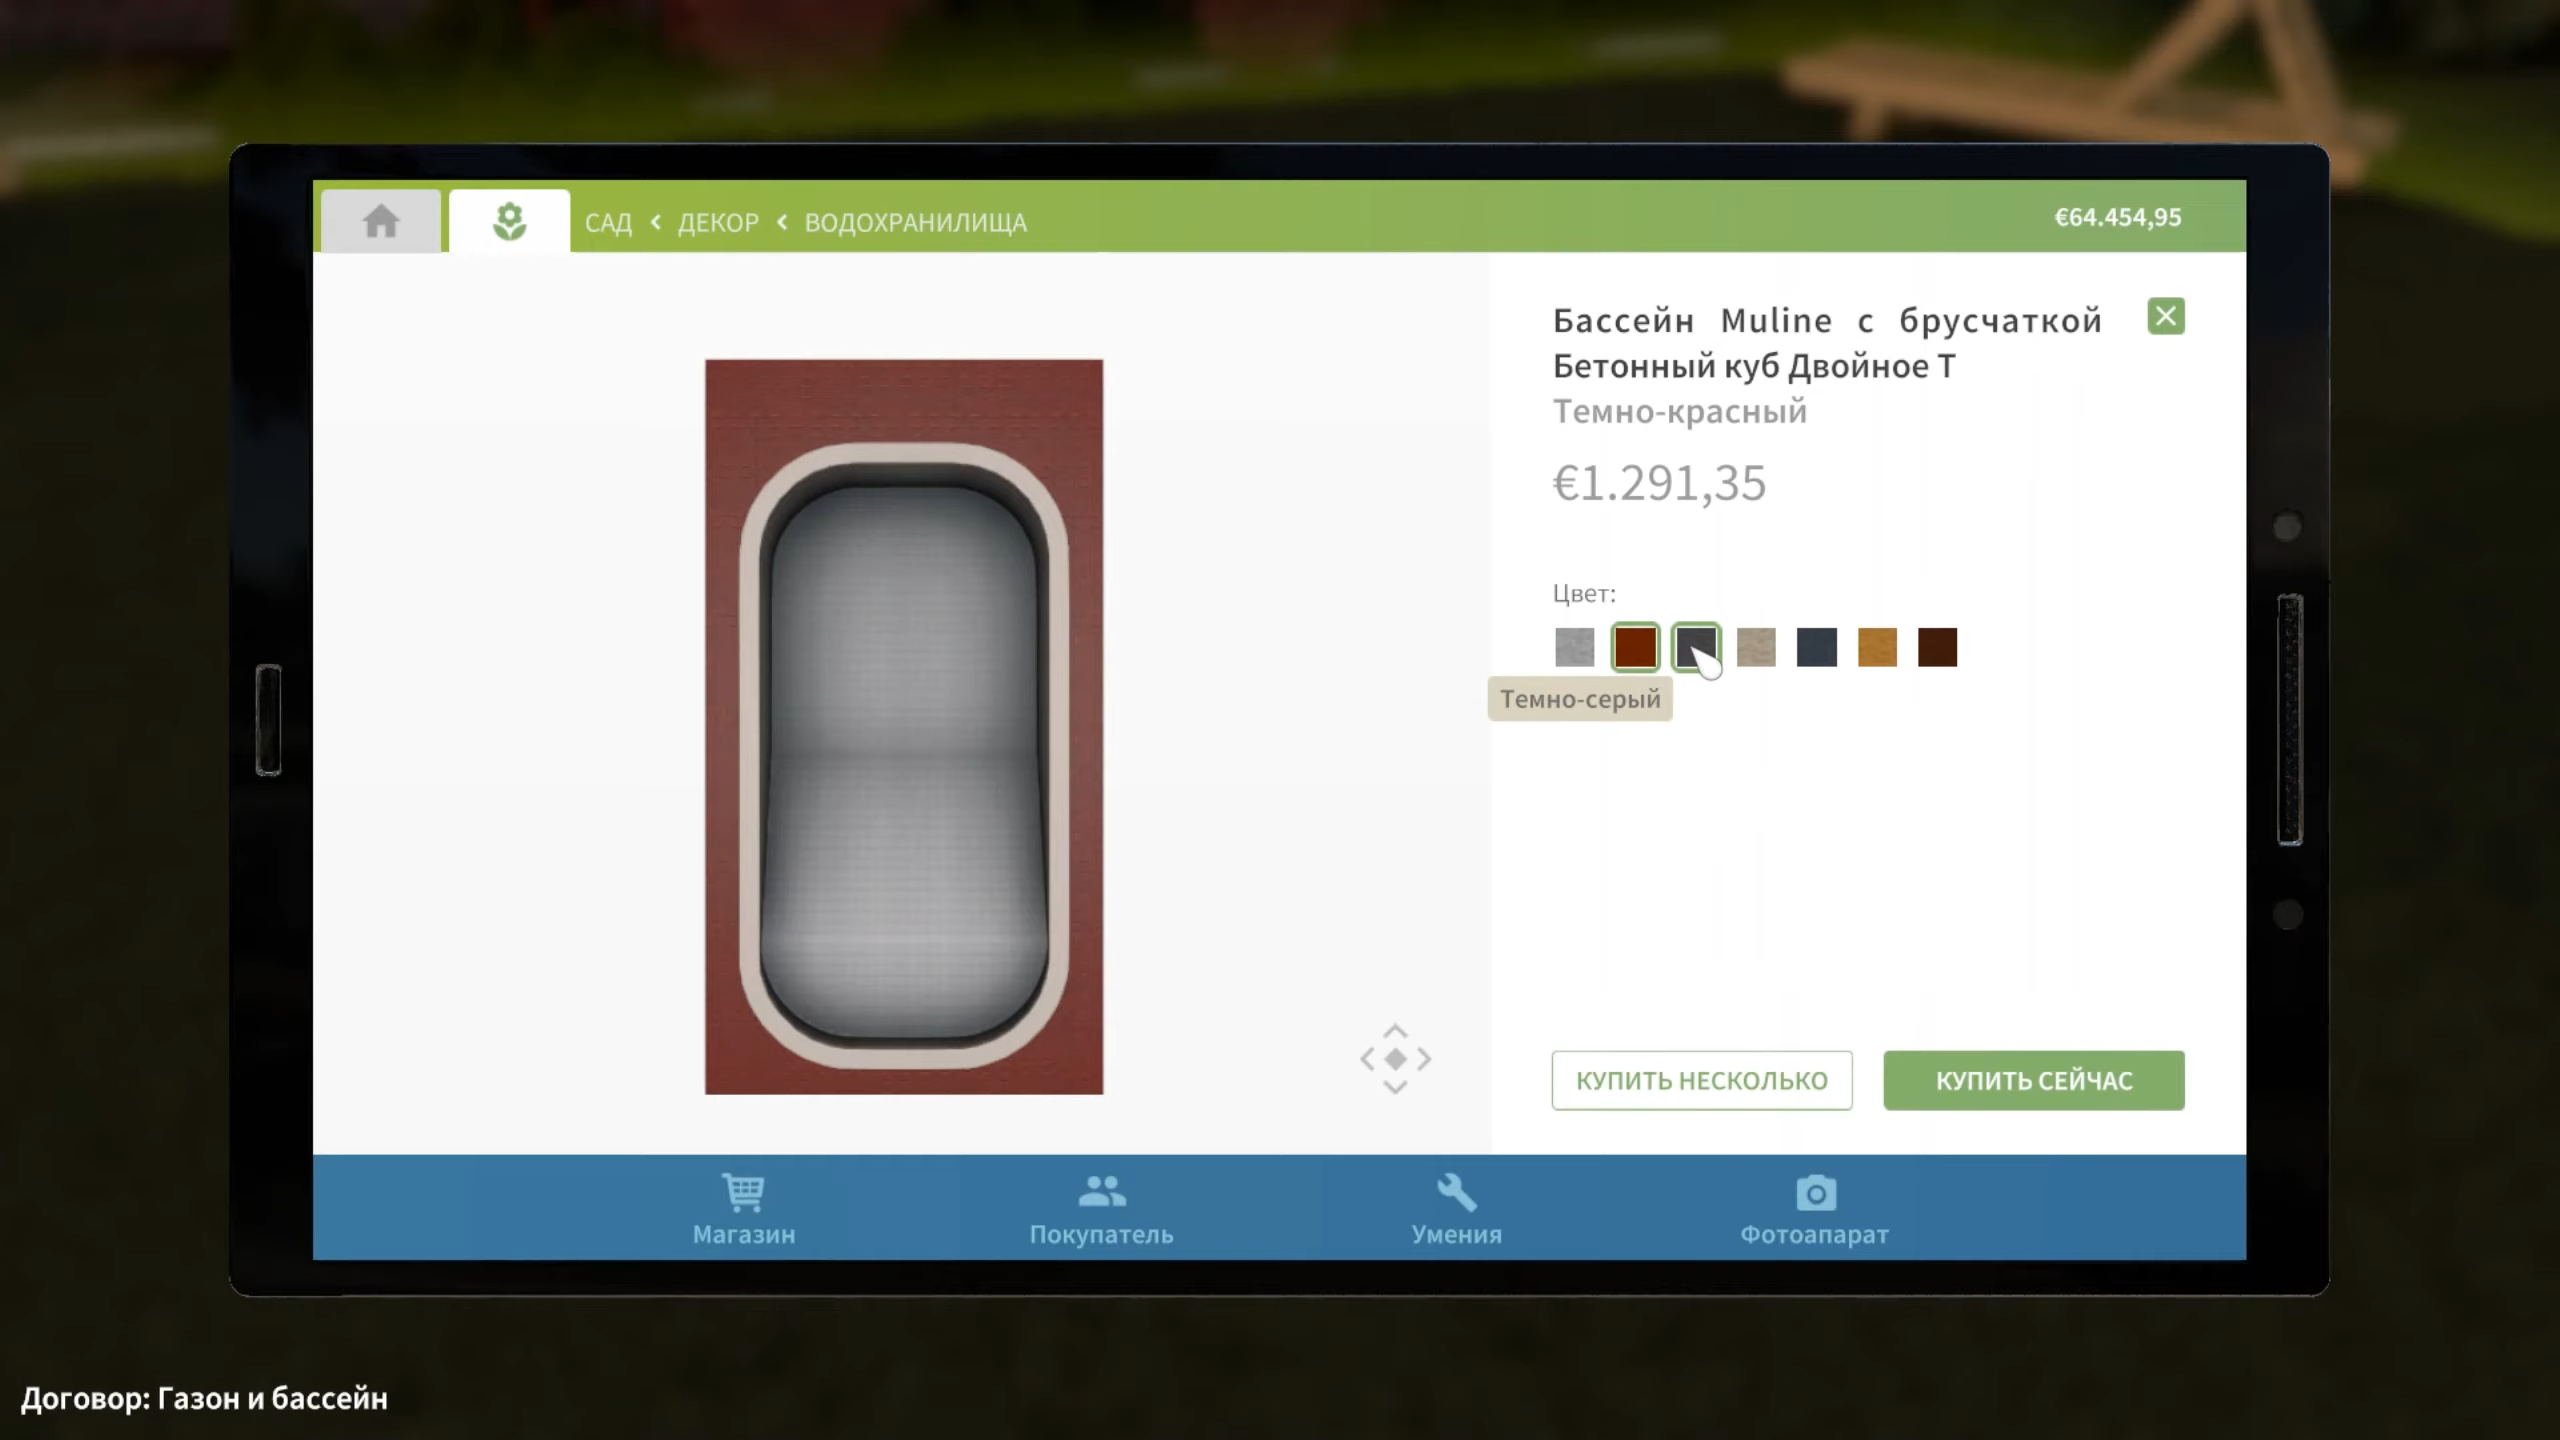 САД < ДЕКОР < ВОДОХРАНИЛИЩА
€64.454,95
Бассейн Muline с брусчаткой
Бетонный куб Двойное Т
Темно-красный
€1.291,35
Цвет:
Темно-серый
КУПИТЬ НЕСКОЛЬКО
КУПИТЬ СЕЙЧАС
Магазин
Покупатель
Умения
Фотоапарат
Договор: Газон и бассейн